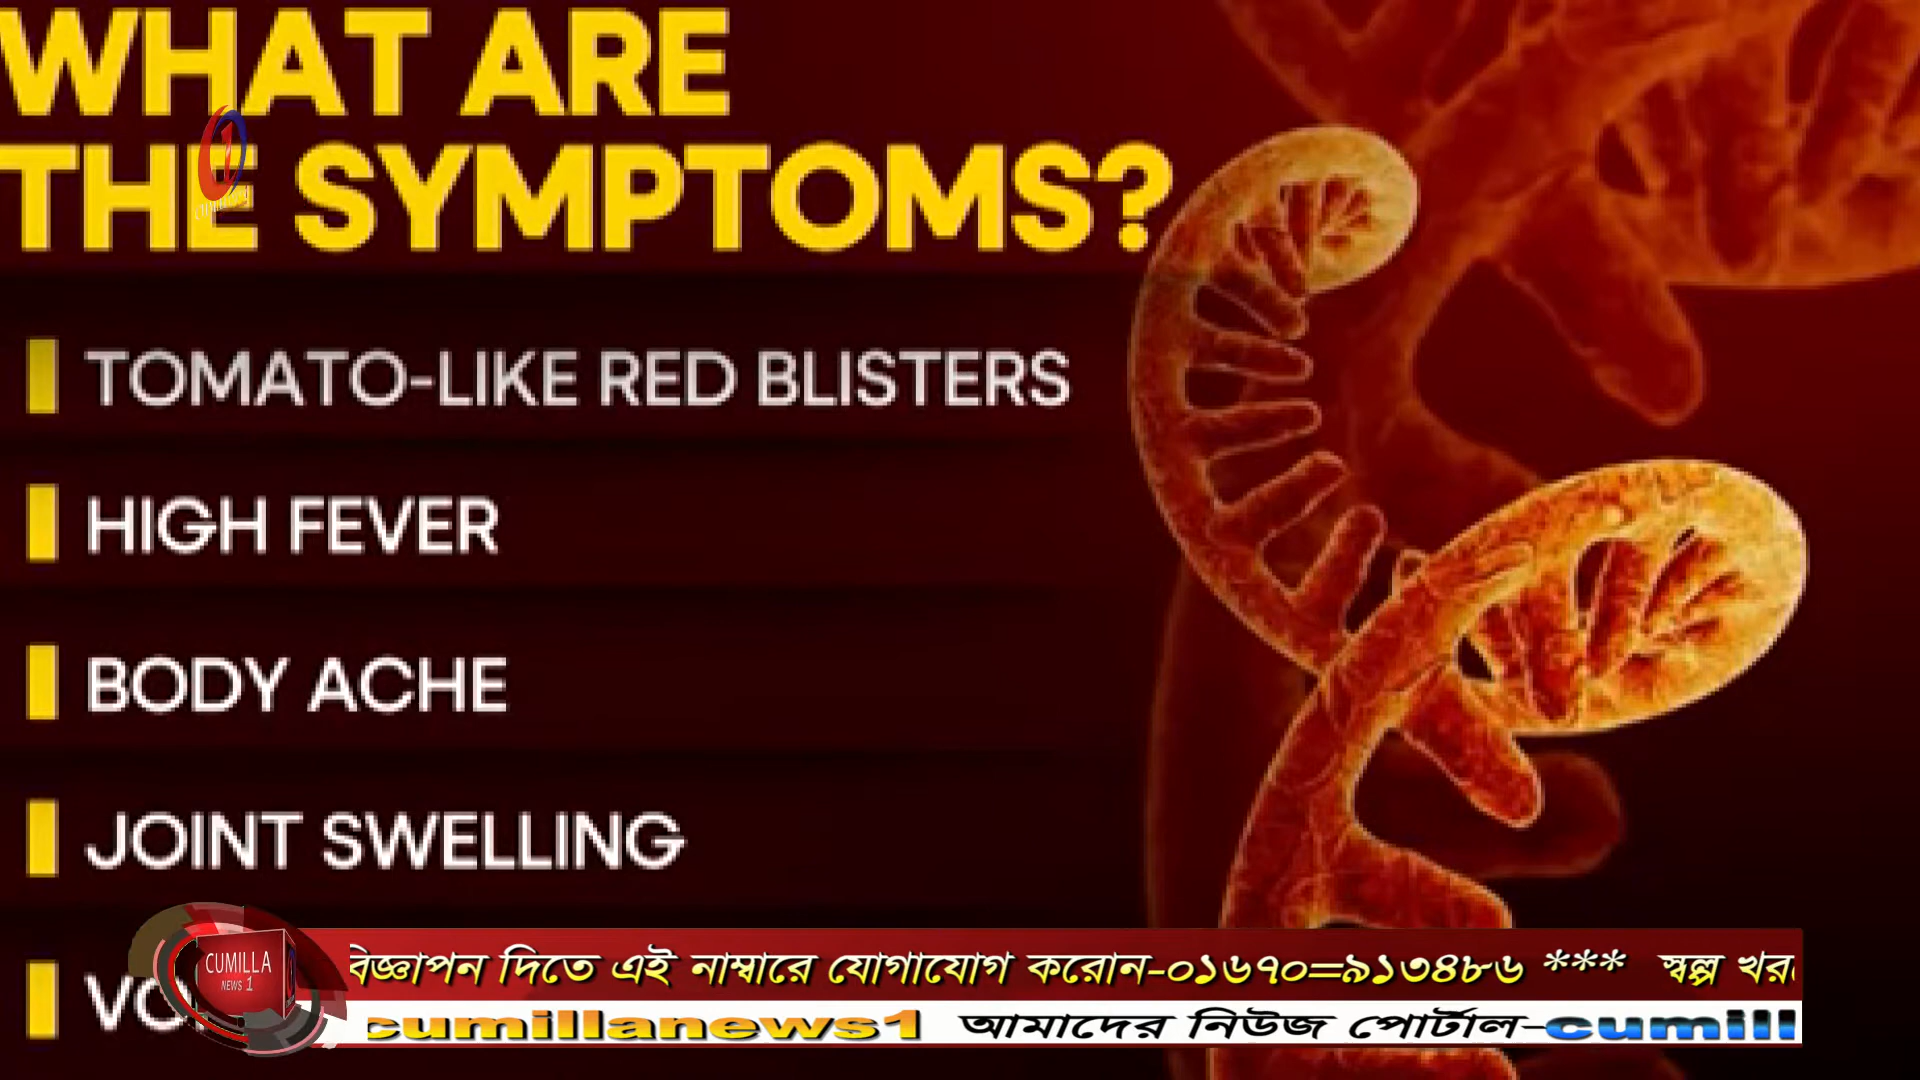 WHAT ARE
THE SYMPTOMS?
TOMATO-LIKE RED BLISTERS
HIGH FEVER
BODY ACHE
JOINT SWELLING
CUMILLA
NEWS 1
বিজ্ঞাপন দিতে এই নাম্বারে যোগাযোগ করোন-০১৬৭০=৯১৩৪৮৬ *** স্বল্প
cumillanews1 আমাদের নিউজ পোর্টাল-